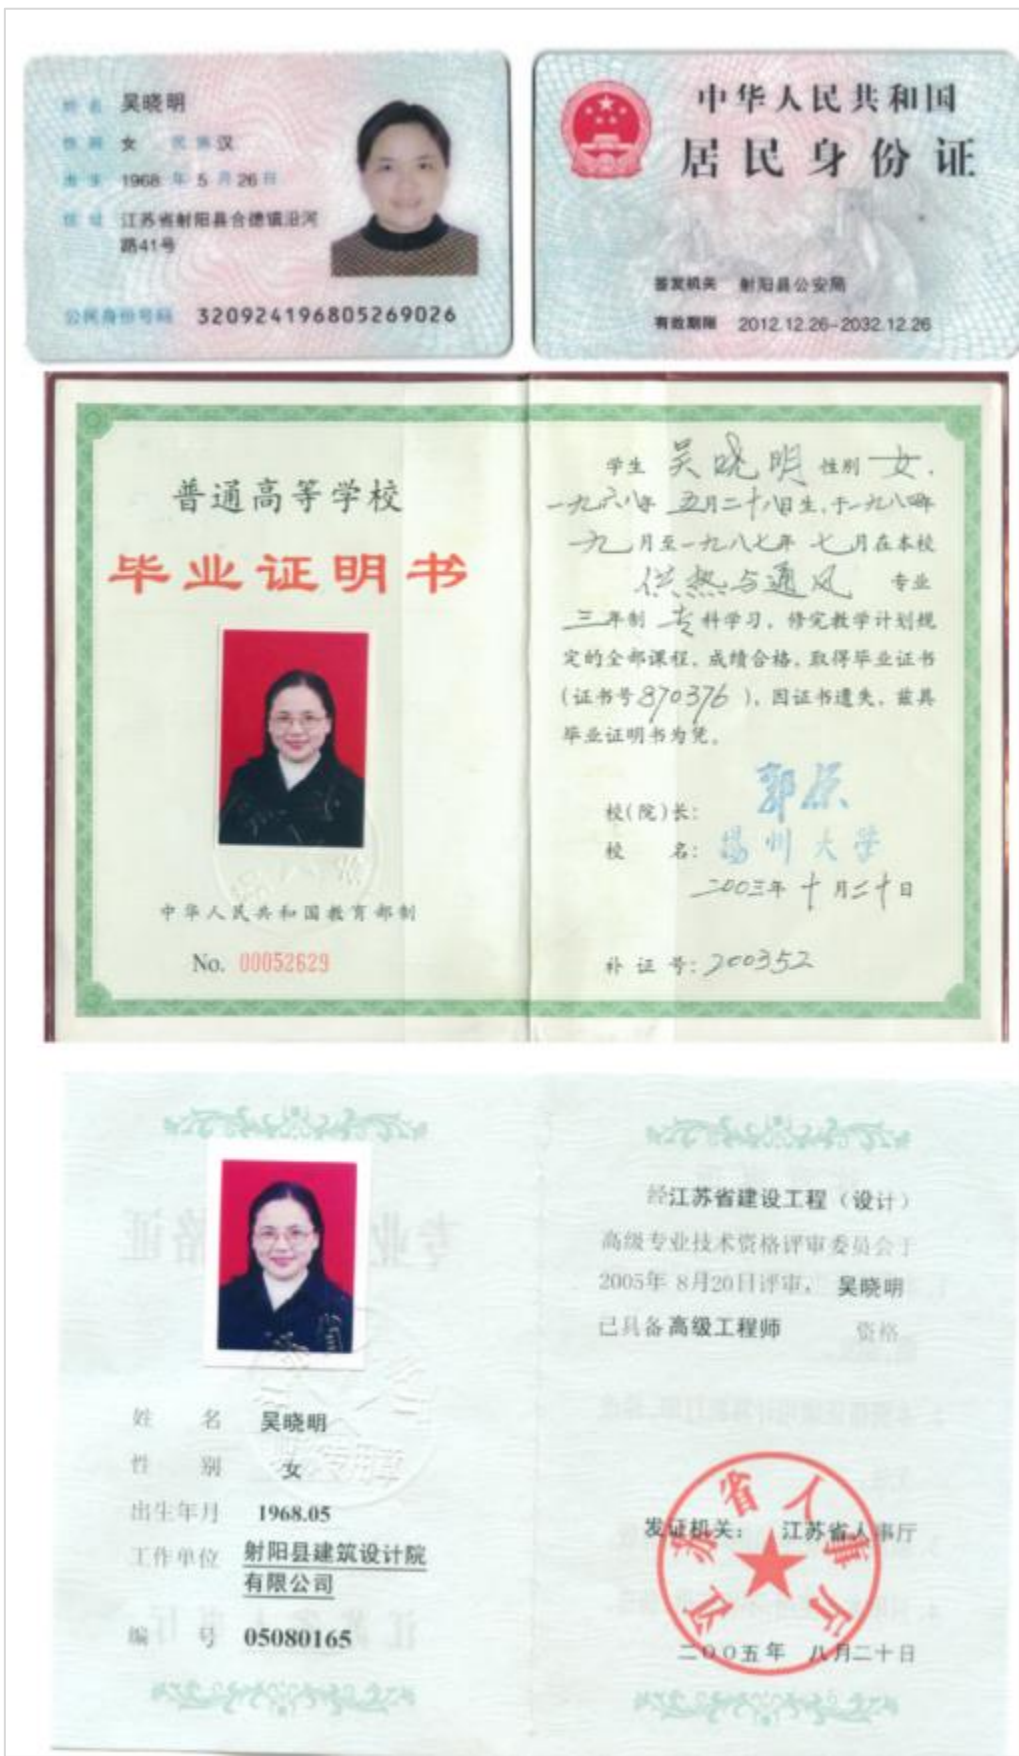 姓名 吴晓明
性别 女 民族 汉
出生 1968 年 5 月 26 日
住址 江苏省射阳县合德镇沿河
路41号
公民身份号码 320924196805269026
中华人民共和国
居民身份证
签发机关 射阳县公安局
有效期限 2012.12.26-2032.12.26
普通高等学校
毕业证明书
中华人民共和国教育部制
No. 00052629
学生 吴晓明 性别 女,
一九六八年 五月二十八日生,于一九八四年
九月至一九八七年 七月在本校
供热与通风 专业
三年制 专科学习,修完教学计划规
定的全部课程,成绩合格,取得毕业证书
(证书号870376),因证书遗失,兹具
毕业证明书为凭。
校(院)长:
校 名: 扬州大学
二00三年 十月二十日
补证号: 200352
姓 名 吴晓明
性 别 女
出生年月 1968.05
工作单位 射阳县建筑设计院
有限公司
编 号 05080165
经江苏省建设工程(设计)
高级专业技术资格评审委员会于
2005年 8月20日评审, 吴晓明
已具备高级工程师 资格
江苏省人事厅
发证机关: 江苏省人事厅
二00五年 八月二十日